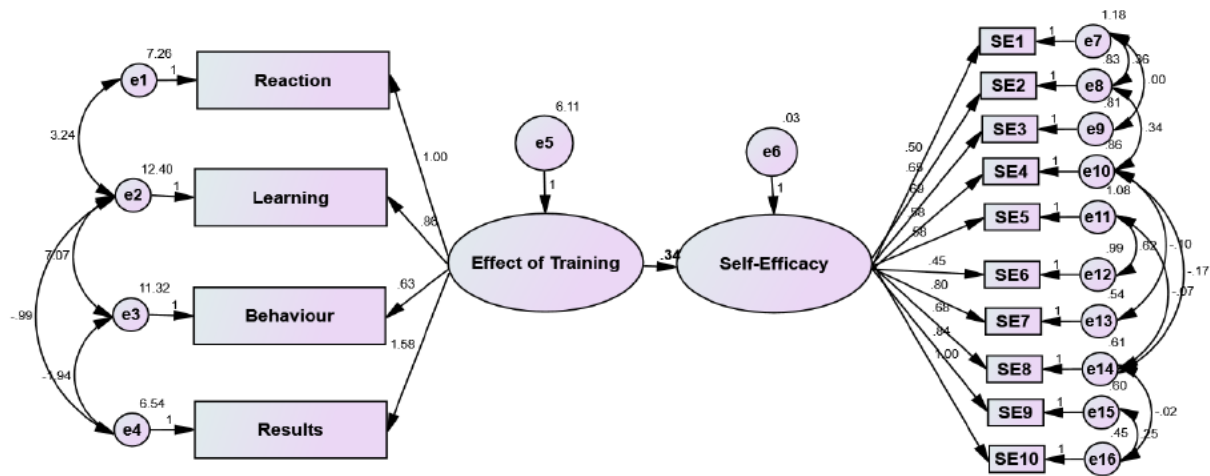 7.26
e1
1
Reaction
3.24
12.40
e2
1
Learning
7.07
11.32
e3
1
Behaviour
-.99
-1.94
6.54
e4
1
Results
1.00
.86
.63
1.58
6.11
e5
1
Effect of Training
.34
.03
e6
1
Self-Efficacy
.50
.65
.69
.58
.58
.45
.80
.68
.84
1.00
1.18
SE1
1
e7
.83
.36
.00
SE2
1
e8
.81
SE3
1
e9
.34
.86
SE4
1
e10
1.08
SE5
1
e11
.99
.62
-.10
SE6
1
e12
-.17
-.07
.54
SE7
1
e13
.61
SE8
1
e14
.60
SE9
1
e15
-.02
.45
.25
SE10
1
e16